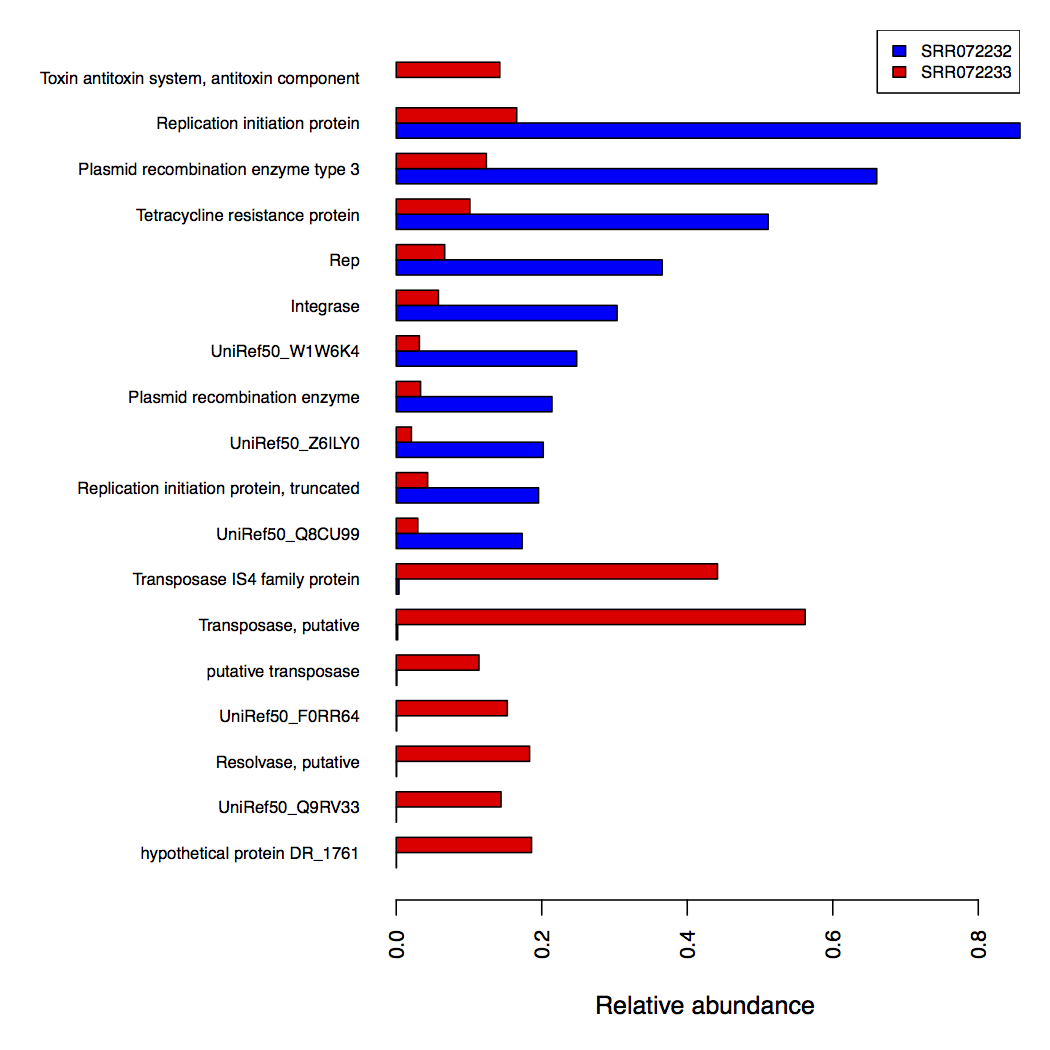 SRR072232
SRR072233
Toxin antitoxin system, antitoxin component
Replication initiation protein
Plasmid recombination enzyme type 3
Tetracycline resistance protein
Rep
Integrase
UniRef50_W1W6K4
Plasmid recombination enzyme
UniRef50_Z6ILY0
Replication initiation protein, truncated
UniRef50_Q8CU99
Transposase IS4 family protein
Transposase, putative
putative transposase
UniRef50_F0RR64
Resolvase, putative
UniRef50_Q9RV33
hypothetical protein DR_1761
0.0 0.2 0.4 0.6 0.8
Relative abundance